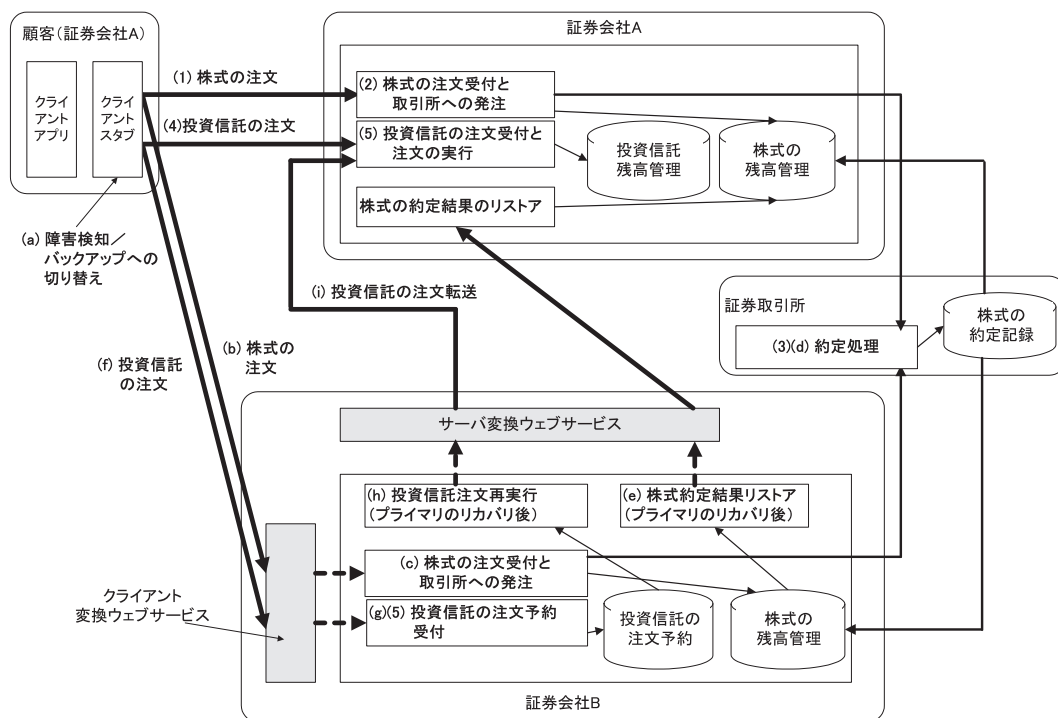 顧客(証券会社A)
クライアントアプリ
クライアントスタブ
(a) 障害検知/
バックアップへの
切り替え
(1) 株式の注文
(4)投資信託の注文
証券会社A
(2) 株式の注文受付と
取引所への発注
(5) 投資信託の注文受付と
注文の実行
株式の約定結果のリストア
投資信託
残高管理
株式の
残高管理
(i) 投資信託の注文転送
(b) 株式の
注文
(f) 投資信託
の注文
証券取引所
(3)(d) 約定処理
株式の
約定記録
サーバ変換ウェブサービス
(h) 投資信託注文再実行
(プライマリのリカバリ後)
(e) 株式約定結果リストア
(プライマリのリカバリ後)
(c) 株式の注文受付と
取引所への発注
(g)(5) 投資信託の注文予約
受付
投資信託の
注文予約
株式の
残高管理
クライアント
変換ウェブサービス
証券会社B